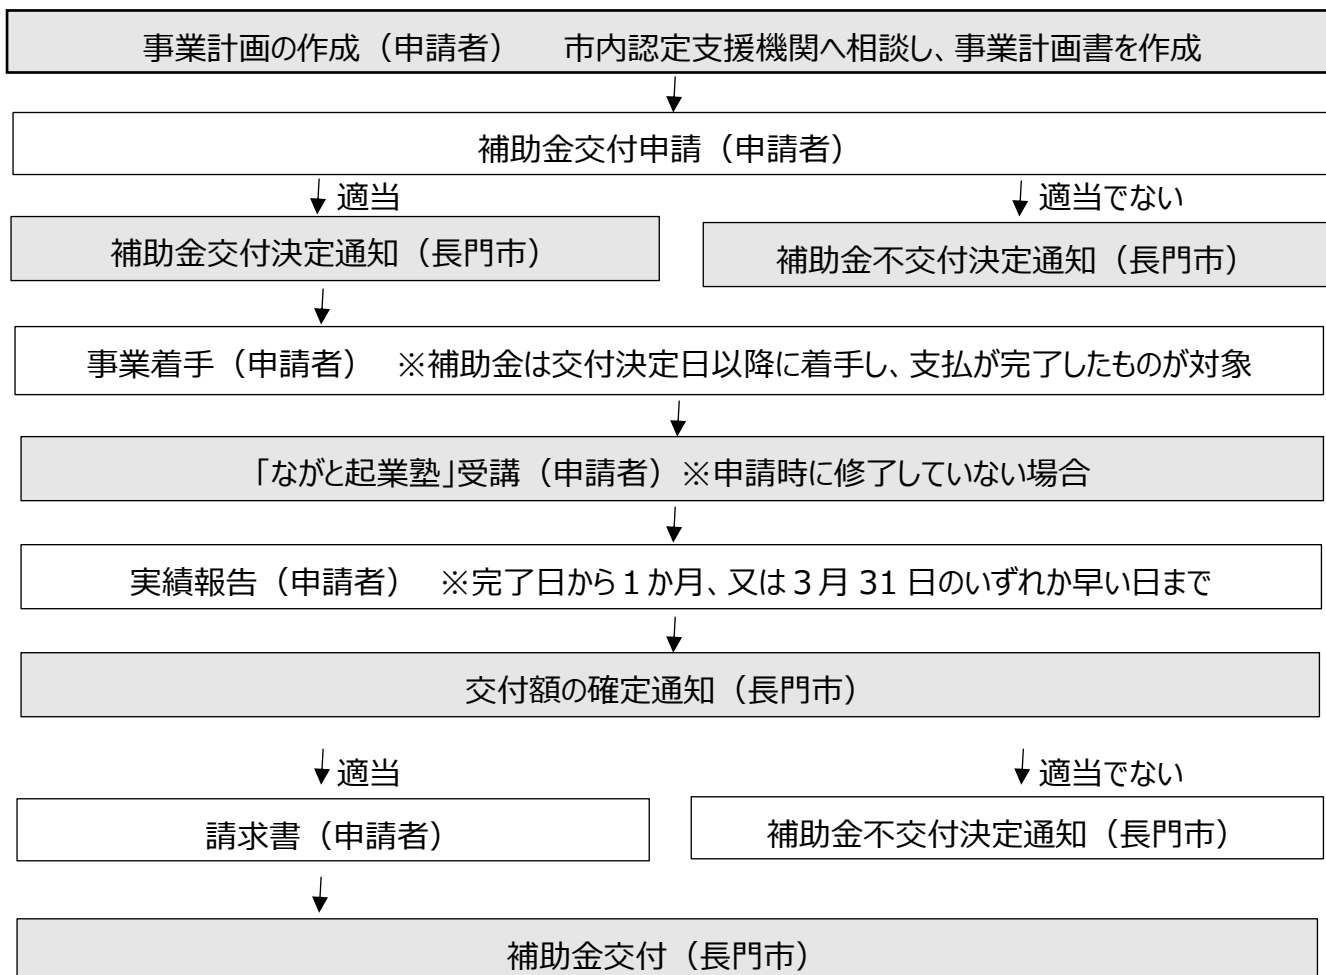 事業計画の作成（申請者）　　市内認定支援機関へ相談し、事業計画書を作成
補助金交付申請（申請者）
適当
適当でない
補助金交付決定通知（長門市）
補助金不交付決定通知（長門市）
事業着手（申請者）　※補助金は交付決定日以降に着手し、支払が完了したものが対象
「ながと起業塾」受講（申請者）※申請時に修了していない場合
実績報告（申請者）　※完了日から１か月、又は３月 31 日のいずれか早い日まで
交付額の確定通知（長門市）
適当
適当でない
請求書（申請者）
補助金不交付決定通知（長門市）
補助金交付（長門市）